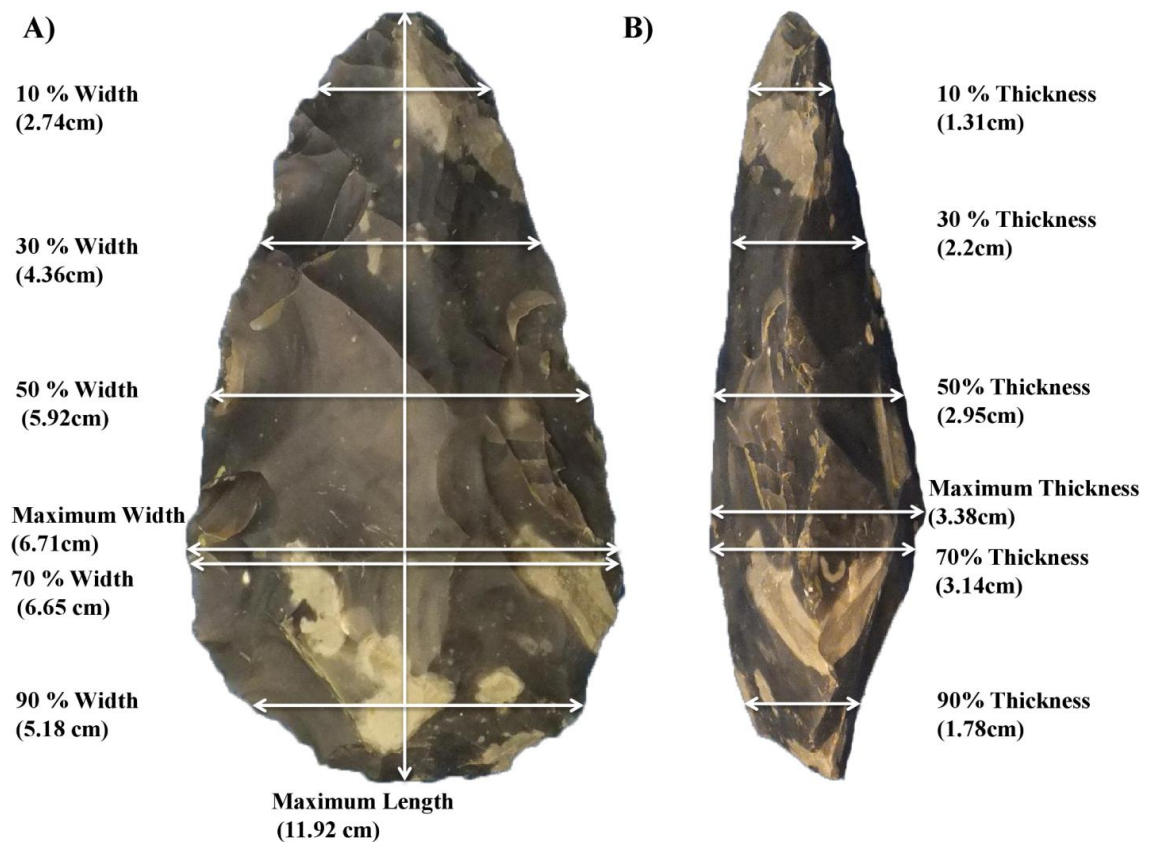 A)
10 % Width
(2.74cm)
30 % Width
(4.36cm)
50 % Width
(5.92cm)
Maximum Width
(6.71cm)
70 % Width
(6.65 cm)
90 % Width
(5.18 cm)
Maximum Length
(11.92 cm)
B)
10 % Thickness
(1.31cm)
30 % Thickness
(2.2cm)
50% Thickness
(2.95cm)
Maximum Thickness
(3.38cm)
70% Thickness
(3.14cm)
90% Thickness
(1.78cm)